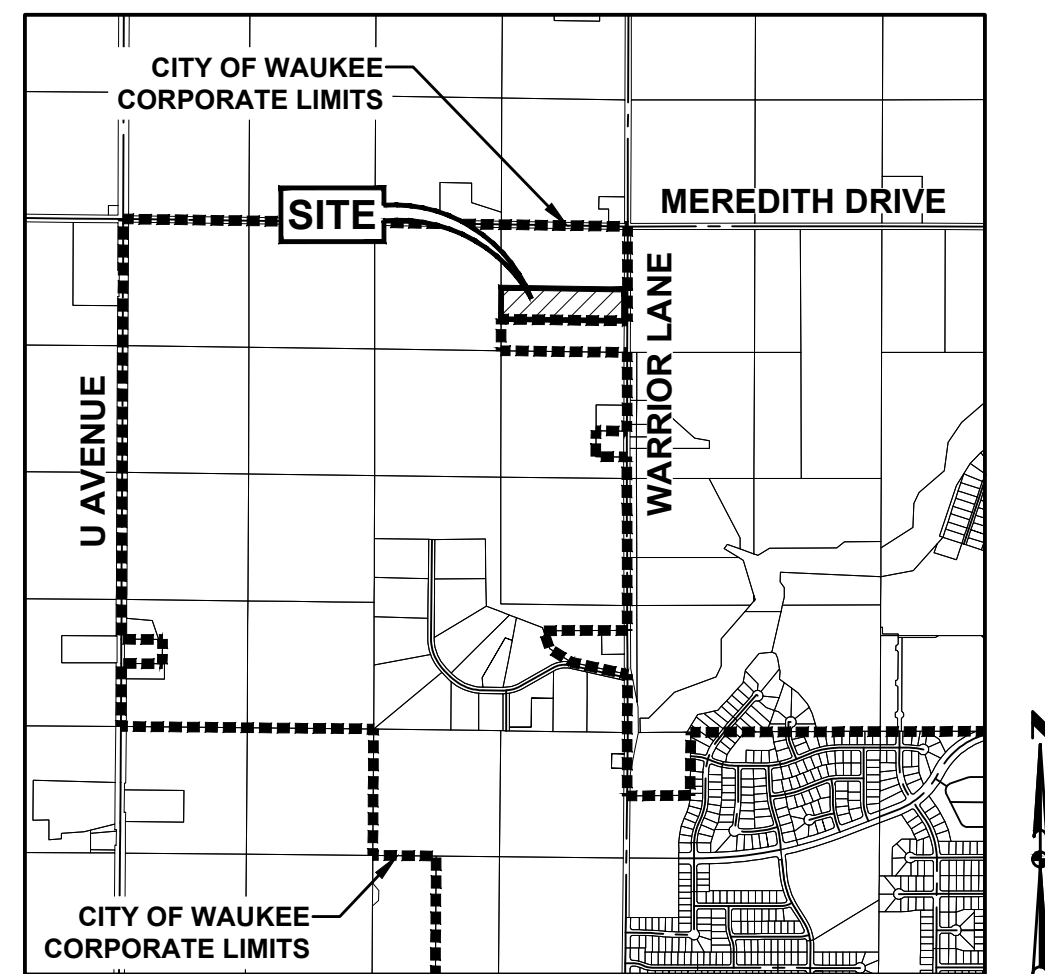 CITY OF WAUKEE
CORPORATE LIMITS
SITE
MEREDITH DRIVE
U AVENUE
WARRIOR LANE
CITY OF WAUKEE
CORPORATE LIMITS
N